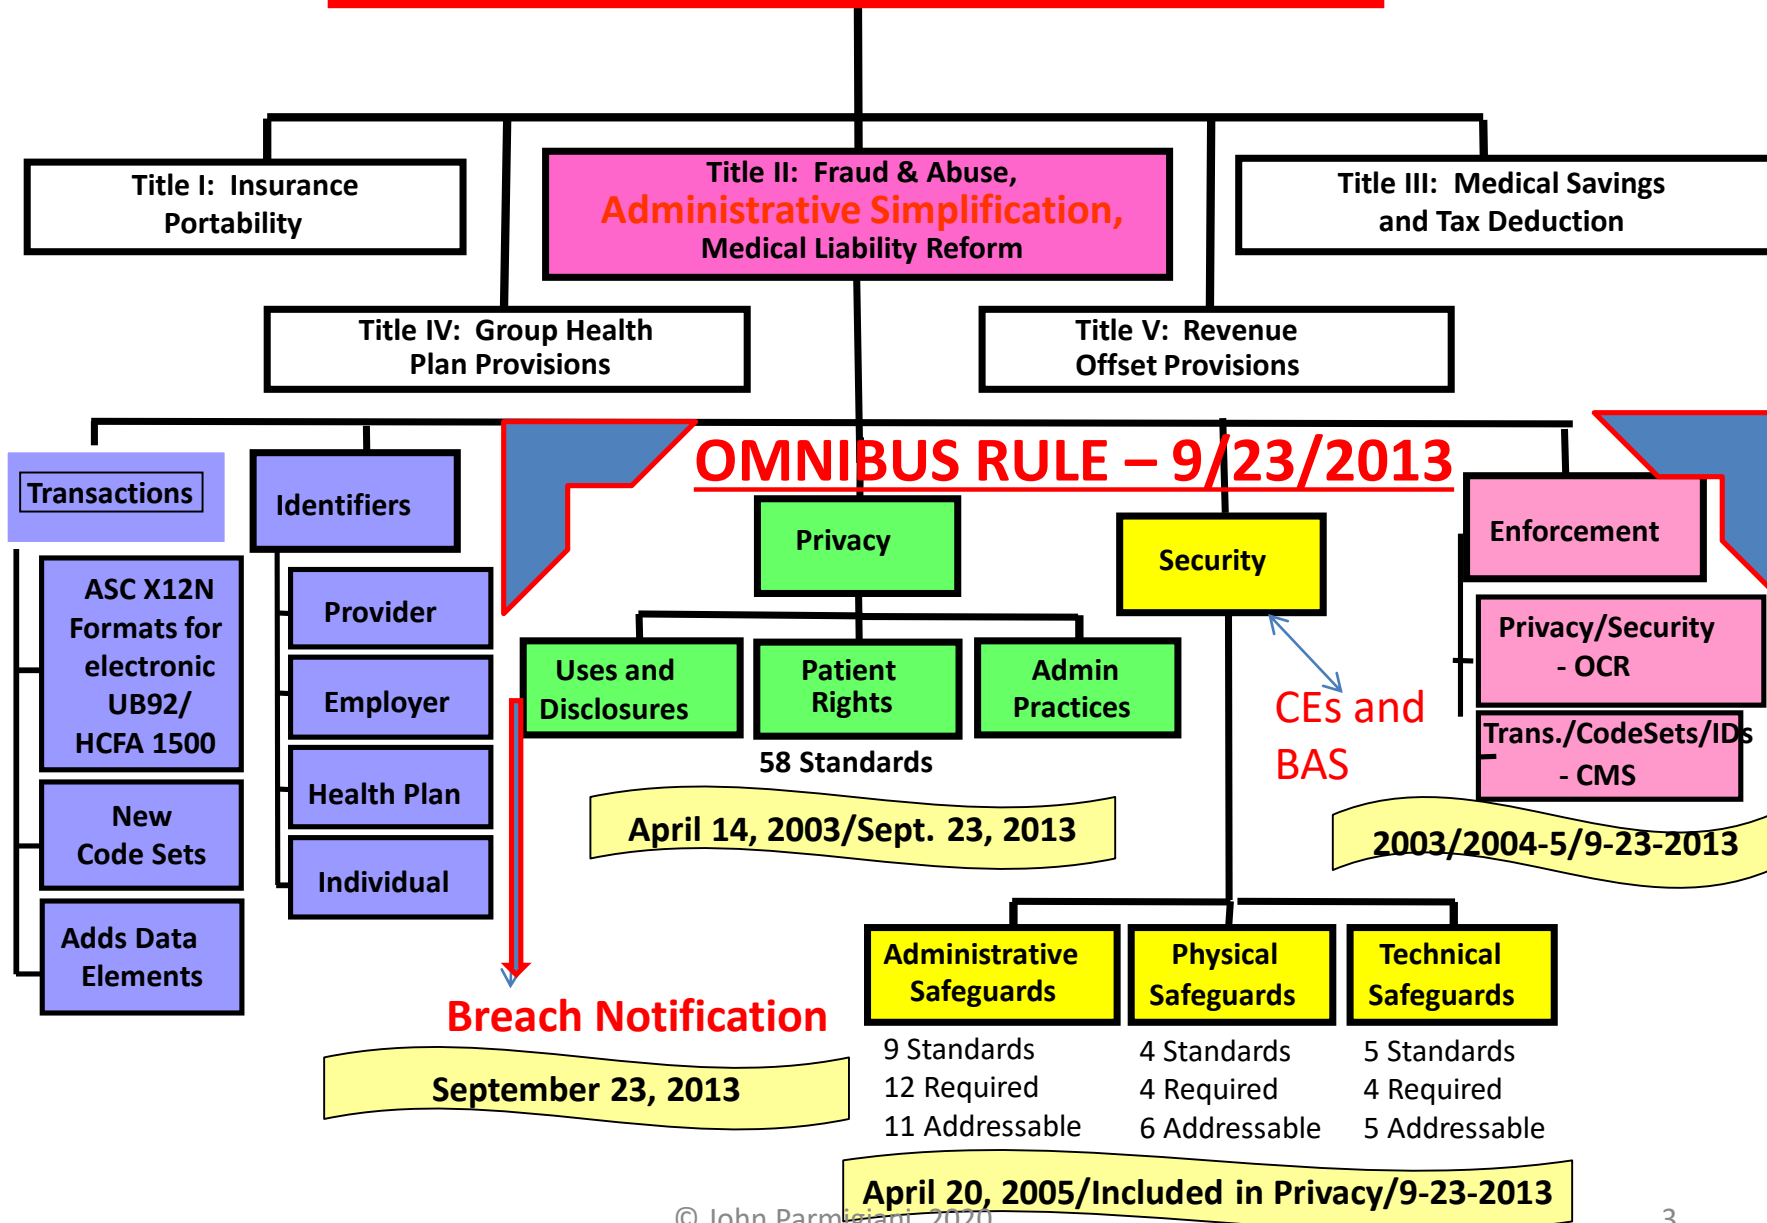 Title I:  Insurance
Portability
Title II:  Fraud & Abuse,
Administrative Simplification,
Medical Liability Reform
Title III:  Medical Savings
and Tax Deduction
Title IV:  Group Health
Plan Provisions
Title V:  Revenue
Offset Provisions
OMNIBUS RULE – 9/23/2013
Transactions
ASC X12N
Formats for
electronic
UB92/
HCFA 1500
New
Code Sets
Adds Data
Elements
Identifiers
Provider
Employer
Health Plan
Individual
Privacy
Uses and
Disclosures
Patient
Rights
Admin
Practices
58 Standards
April 14, 2003/Sept. 23, 2013
Breach Notification
September 23, 2013
Security
CEs and
BAS
Administrative
Safeguards
9 Standards
12 Required
11 Addressable
Physical
Safeguards
4 Standards
4 Required
6 Addressable
Technical
Safeguards
5 Standards
4 Required
5 Addressable
April 20, 2005/Included in Privacy/9-23-2013
Enforcement
Privacy/Security
- OCR
Trans./CodeSets/IDs
- CMS
2003/2004-5/9-23-2013
© John Parmigiani, 2020
3